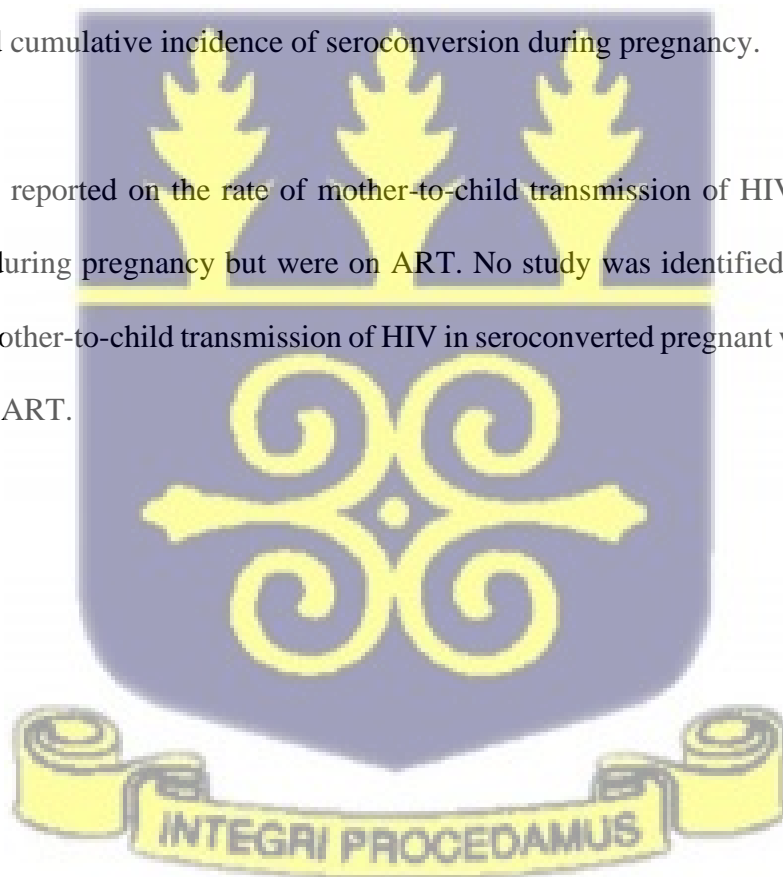 cumulative incidence of seroconversion during pregnancy.
reported on the rate of mother-to-child transmission of HIV
during pregnancy but were on ART. No study was identified
other-to-child transmission of HIV in seroconverted pregnant
ART.
INTEGRI PROCEDAMUS